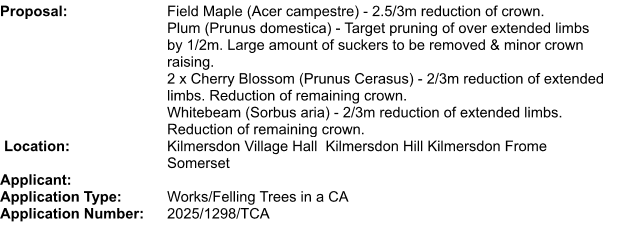 Proposal: Field Maple (Acer campestre) - 2.5/3m reduction of crown.
Plum (Prunus domestica) - Target pruning of over extended limbs
by 1/2m. Large amount of suckers to be removed & minor crown
raising.
2 x Cherry Blossom (Prunus Cerasus) - 2/3m reduction of extended
limbs. Reduction of remaining crown.
Whitebeam (Sorbus aria) - 2/3m reduction of extended limbs.
Reduction of remaining crown.
Location: Kilmersdon Village Hall Kilmersdon Hill Kilmersdon Frome
Somerset
Applicant:
Application Type: Works/Felling Trees in a CA
Application Number: 2025/1298/TCA